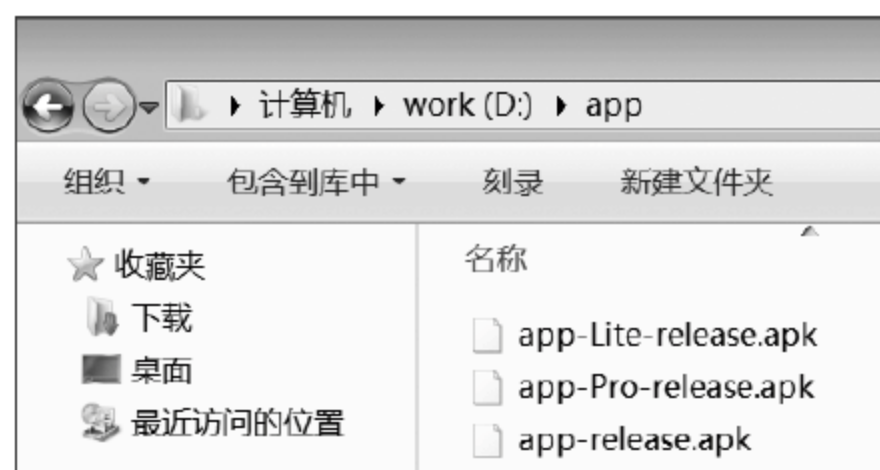 计算机 work (D:) app
组织 包含到库中 刻录 新建文件夹
收藏夹
下载
桌面
最近访问的位置
名称
app-Lite-release.apk
app-Pro-release.apk
app-release.apk